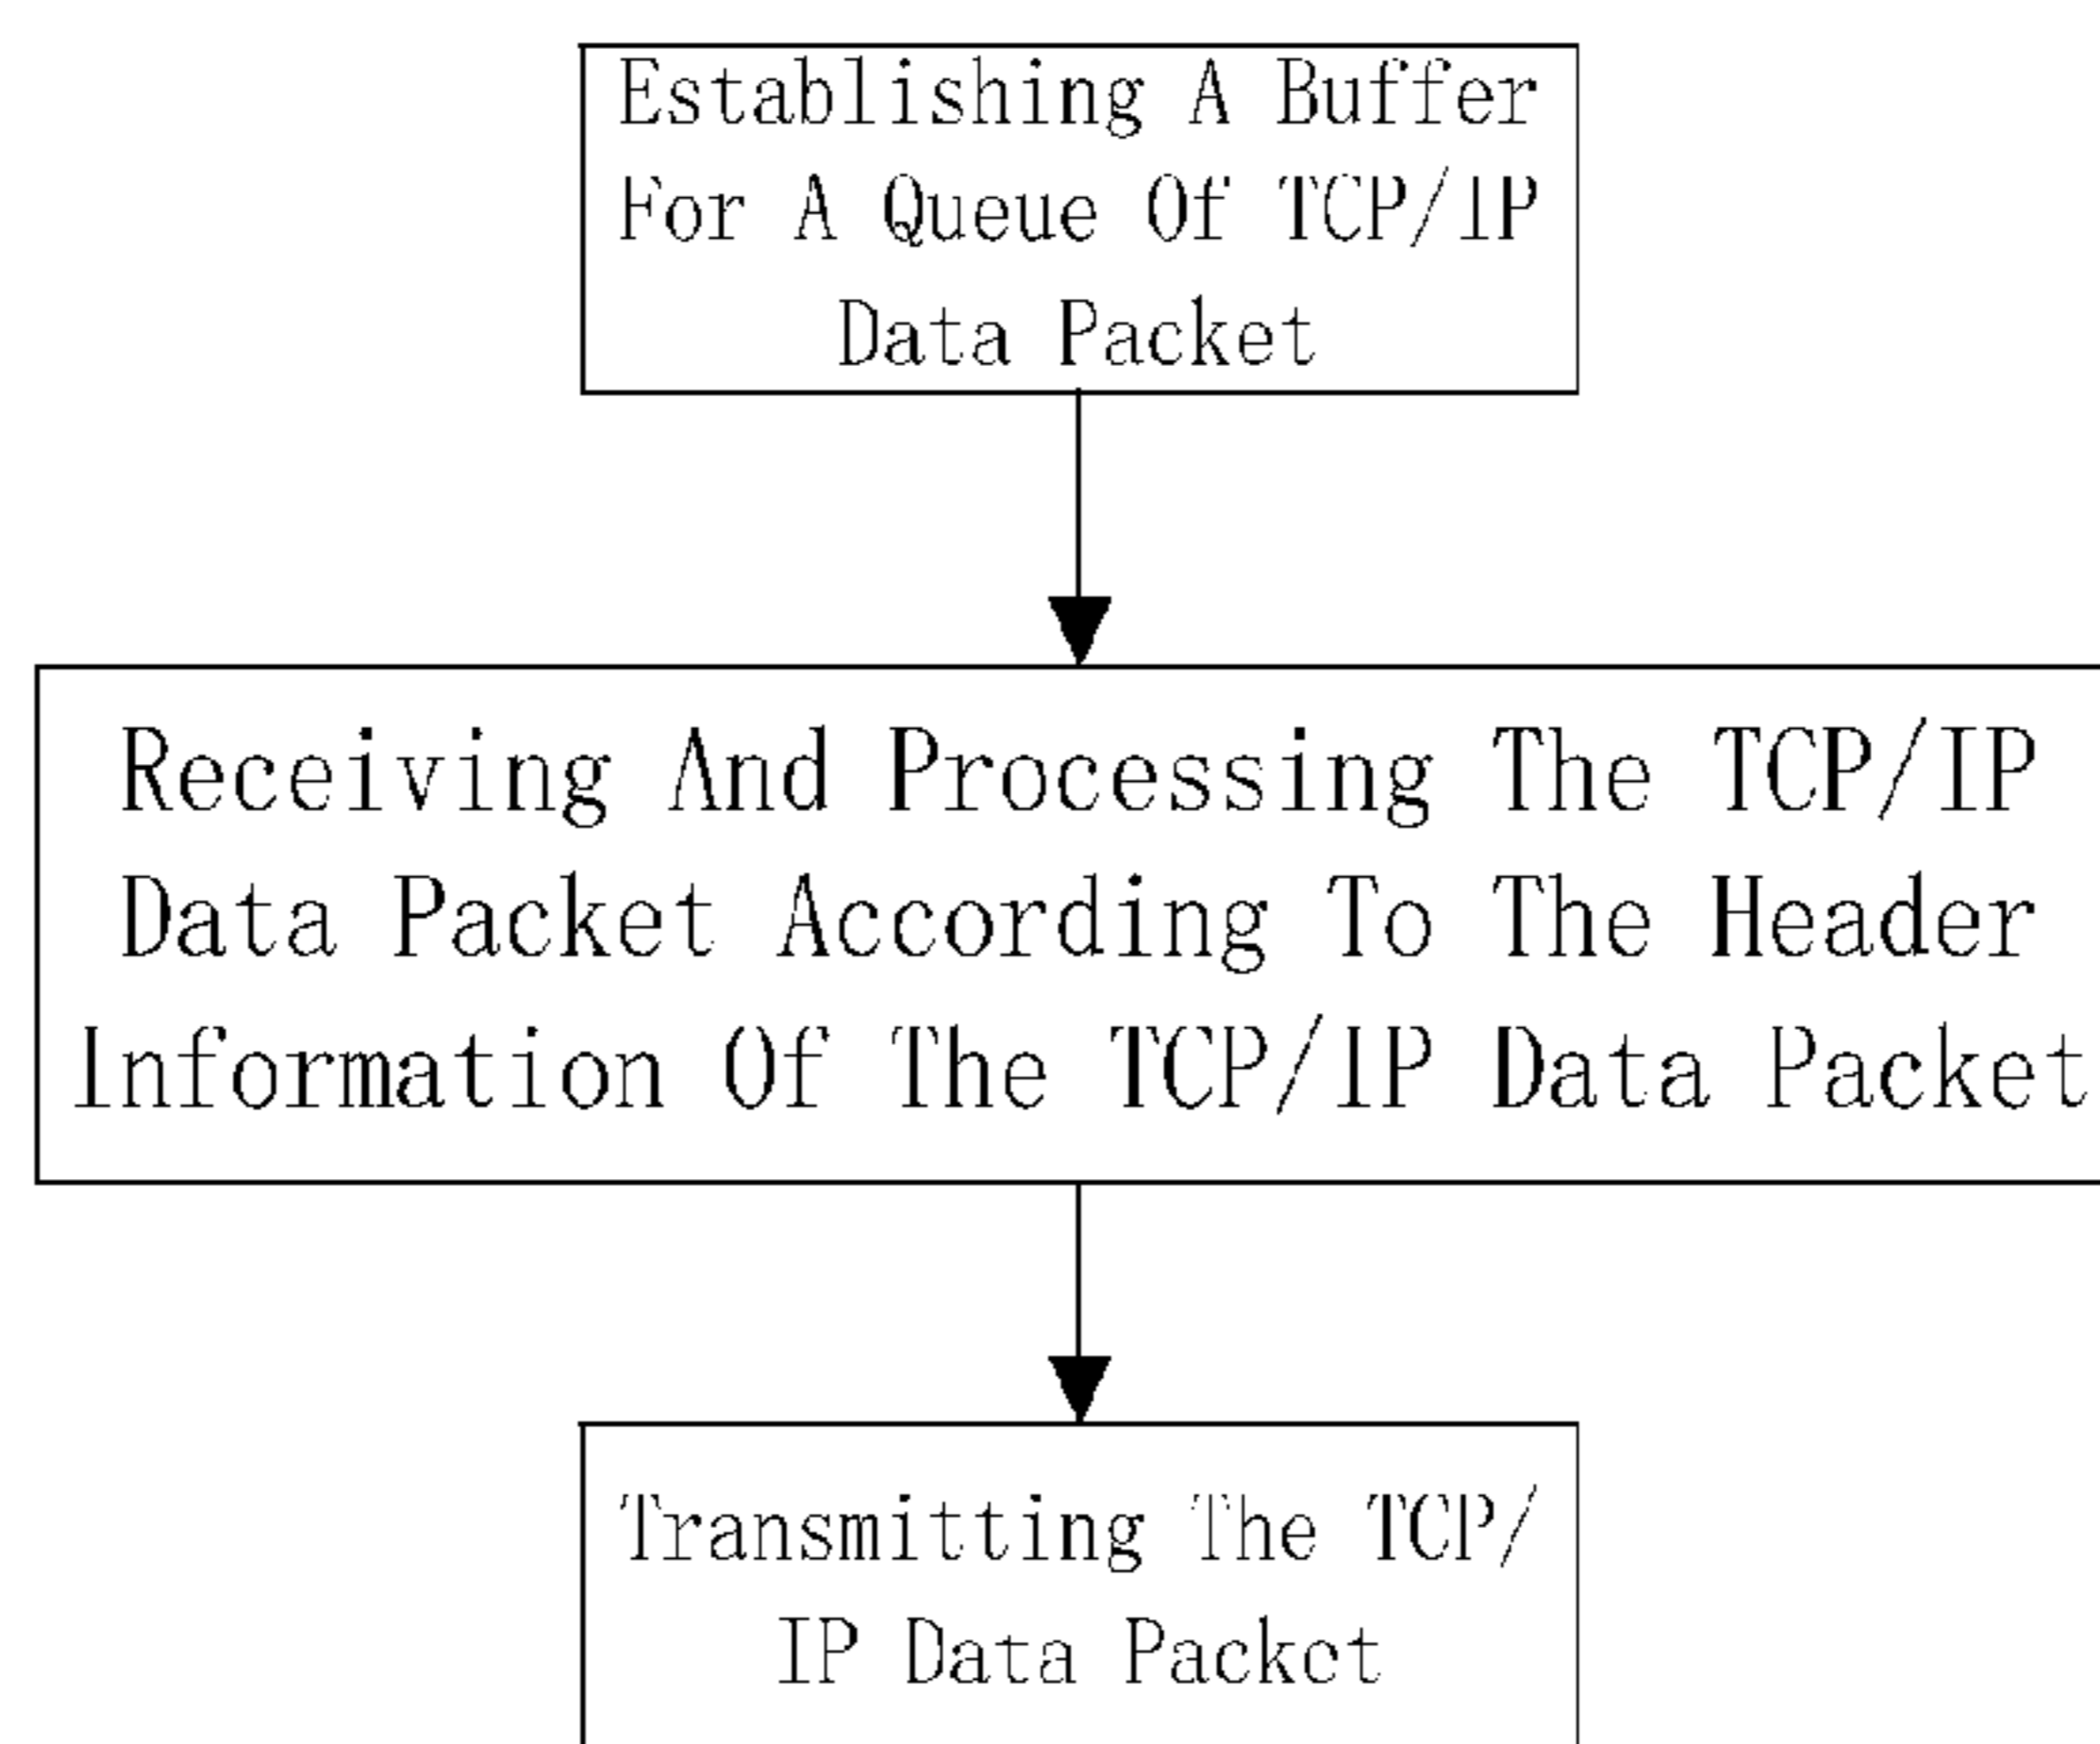 Establishing A Buffer
For A Queue Of TCP/IP
Data Packet
Receiving And Processing The TCP/IP
Data Packet According To The Header
Information Of The TCP/IP Data Packet
Transmitting The TCP/
IP Data Packet